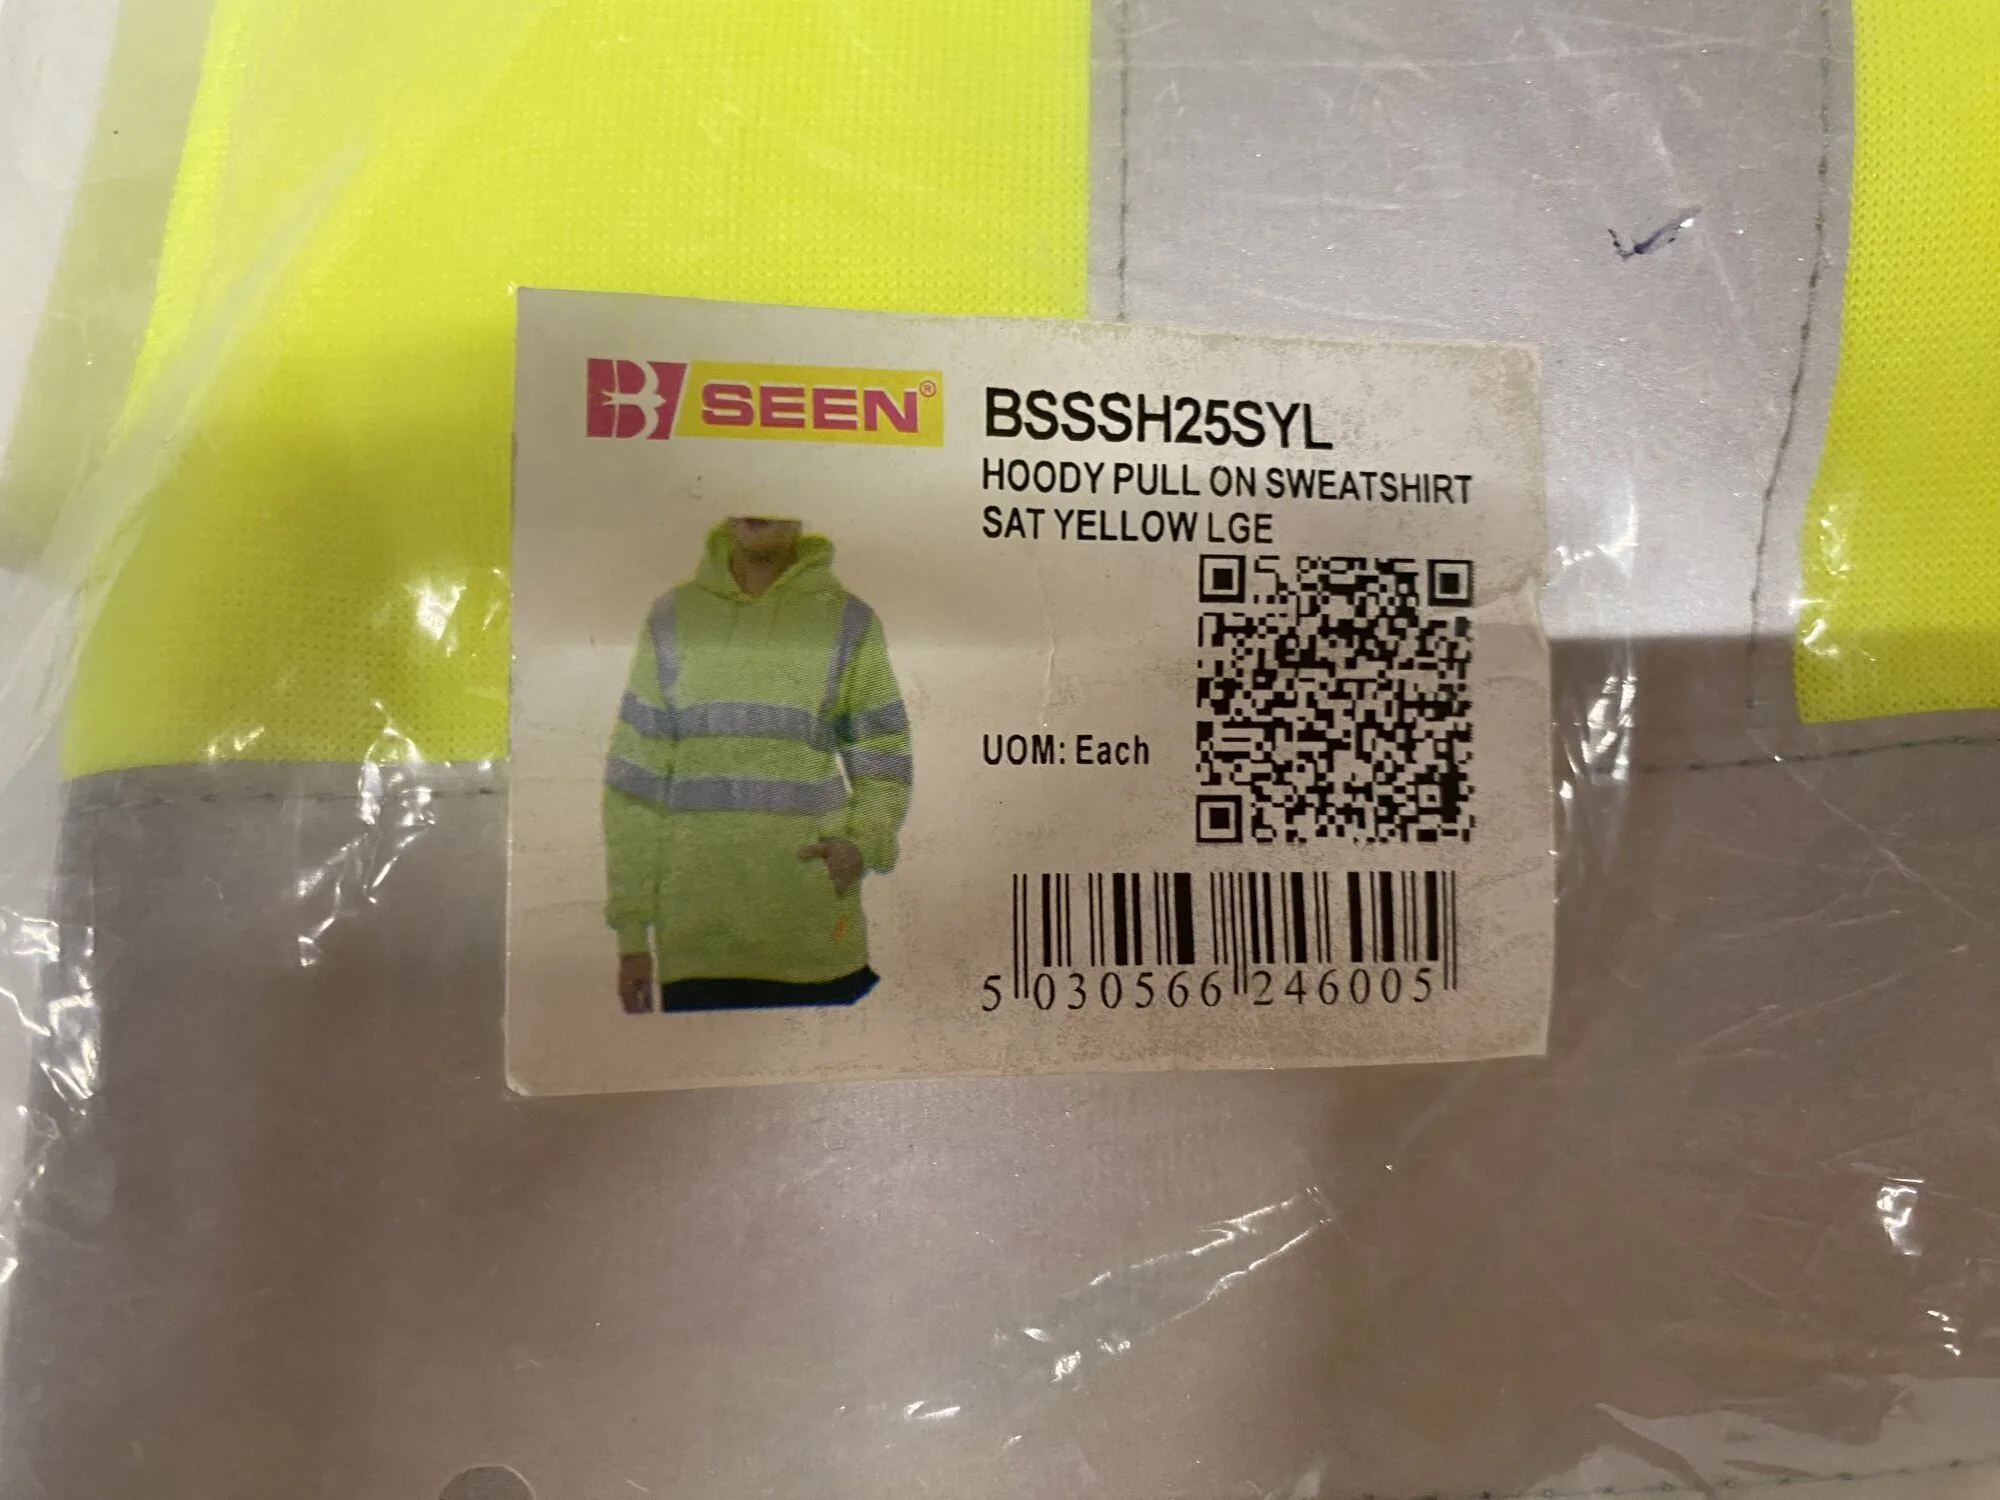 B SEEN®
BSSSH25SYL
HOODY PULL ON SWEATSHIRT
SAT YELLOW LGE
UOM: Each
5 030566 246005